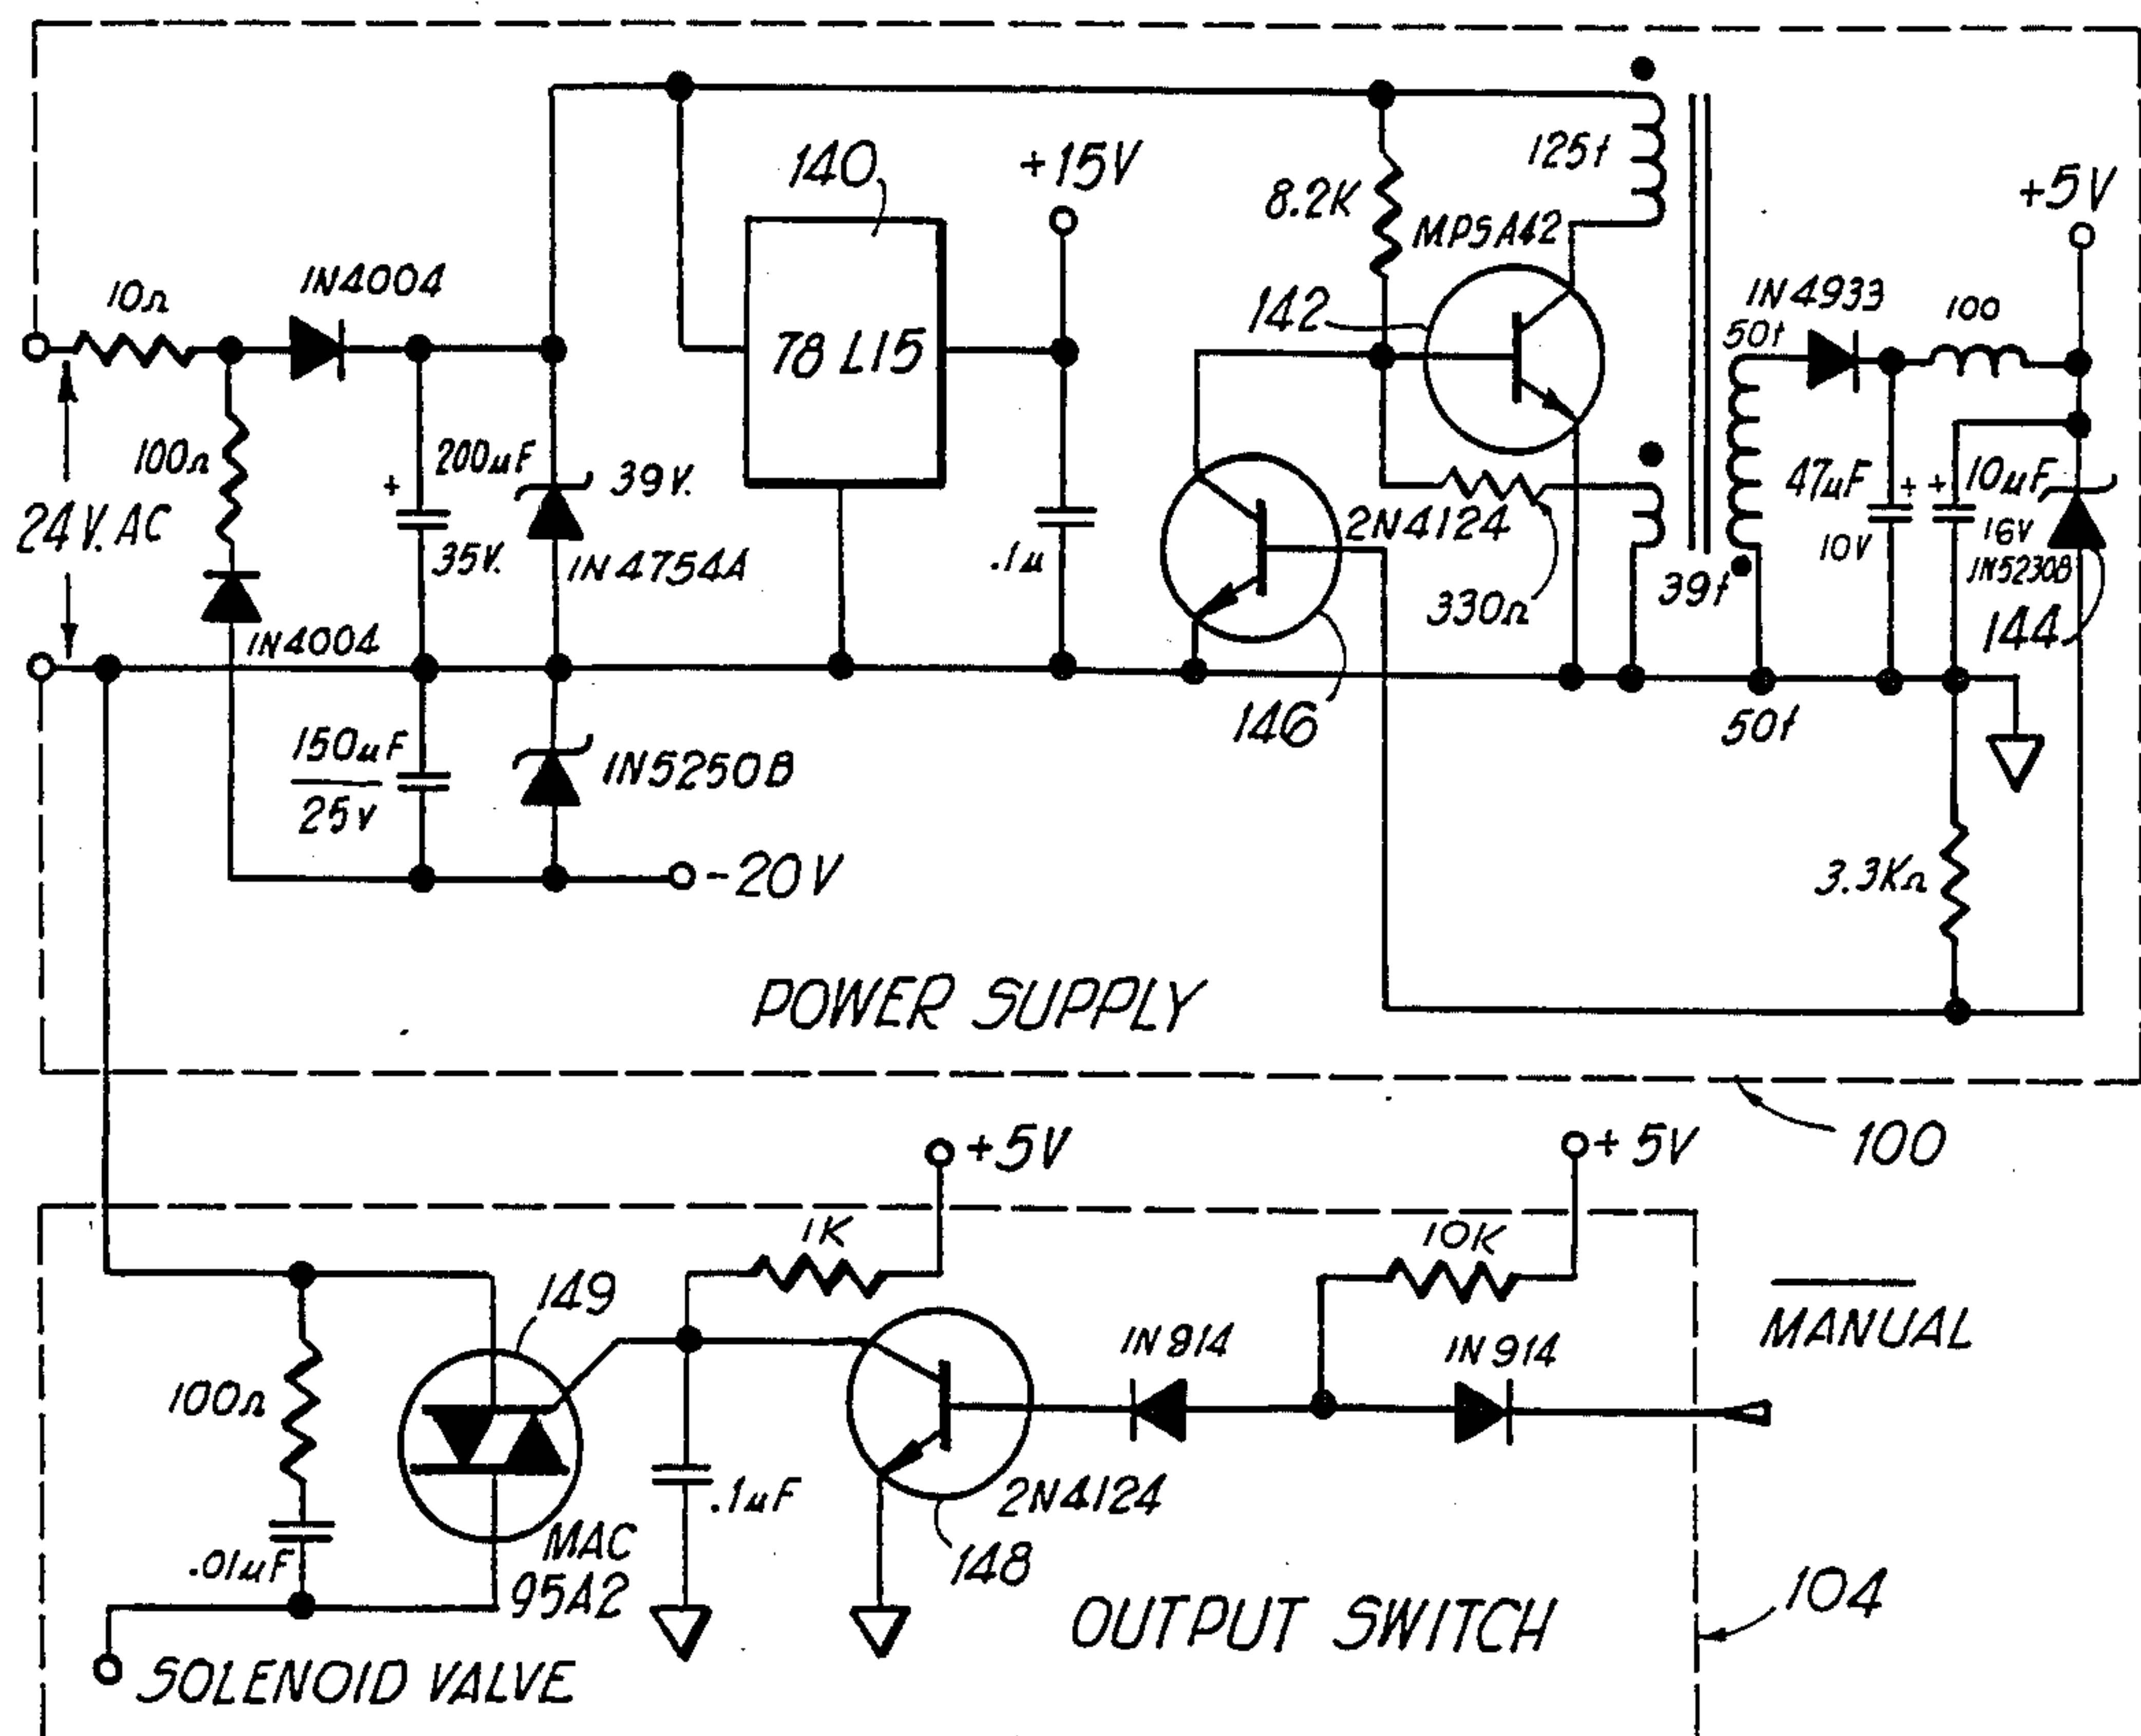 140
+15V
125t
8.2K
MPSA42
+5V
10Ω
1N4004
78 L15
142
1N4933
50t
100
100Ω
200µF
+
35V.
39V.
24V. AC
1N4754A
.1µ
2N4124
330Ω
39t
47µF
+
+
10V
10µF
16V
1N5230B
144
1N4004
146
50t
150µF
25V
1N5250B
-20V
3.3KΩ
POWER SUPPLY
100
+5V
+5V
1K
10K
149
MANUAL
1N914
1N914
100Ω
.1µF
2N4124
MAC
95A2
.01µF
148
104
OUTPUT SWITCH
SOLENOID VALVE